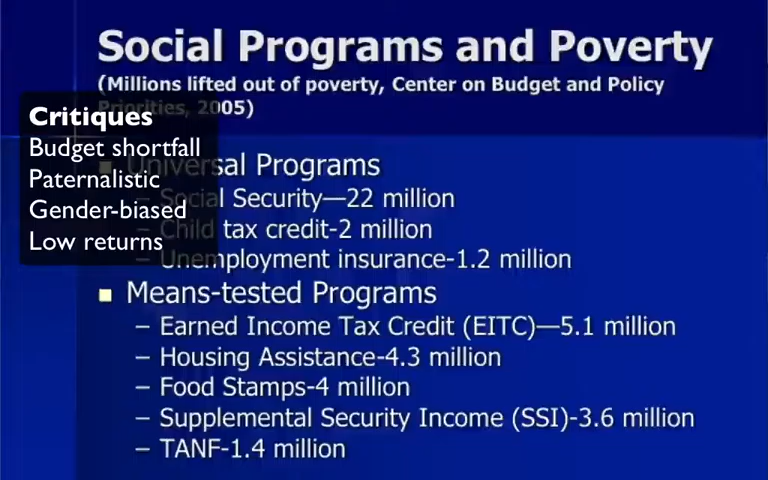 Social Programs and Poverty
(Millions lifted out of poverty, Center on Budget and Policy
Priorities, 2005)
Critiques
Budget shortfall
Paternalistic
Gender-biased
Low returns
Universal Programs
– Social Security—22 million
– Child tax credit-2 million
– Unemployment insurance-1.2 million
Means-tested Programs
– Earned Income Tax Credit (EITC)—5.1 million
– Housing Assistance-4.3 million
– Food Stamps-4 million
– Supplemental Security Income (SSI)-3.6 million
– TANF-1.4 million